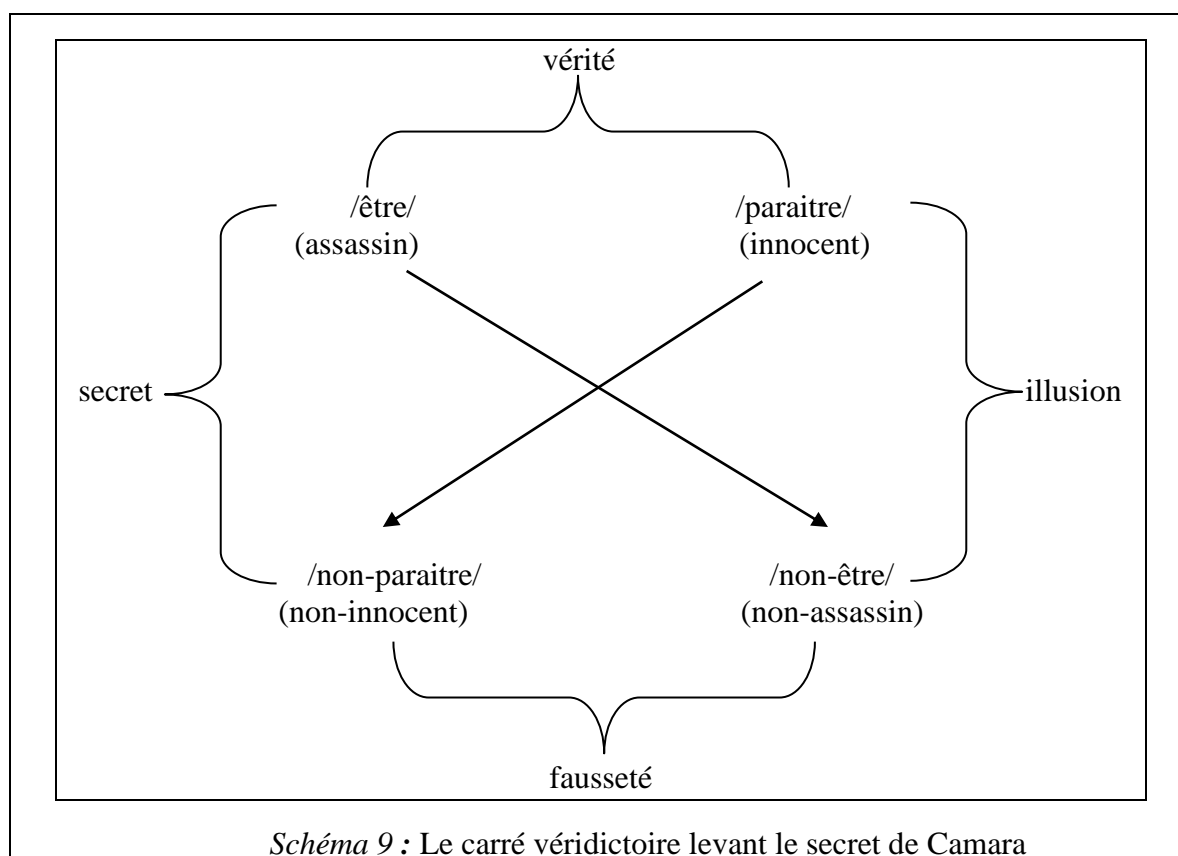 vérité
/être/ /paraitre/
(assassin) (innocent)
secret illusion
/non-paraitre/ /non-être/
(non-innocent) (non-assassin)
fausseté
Schéma 9 : Le carré véridictoire levant le secret de Camara